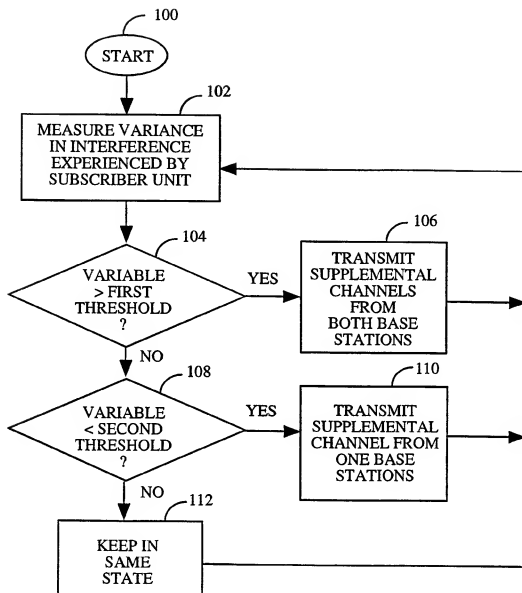 100
START
102
MEASURE VARIANCE
IN INTERFERENCE
EXPERIENCED BY
SUBSCRIBER UNIT
104
VARIABLE
> FIRST
THRESHOLD
?
YES
106
TRANSMIT
SUPPLEMENTAL
CHANNELS
FROM
BOTH BASE
STATIONS
NO
108
VARIABLE
< SECOND
THRESHOLD
?
YES
110
TRANSMIT
SUPPLEMENTAL
CHANNEL FROM
ONE BASE
STATIONS
NO
112
KEEP IN
SAME
STATE